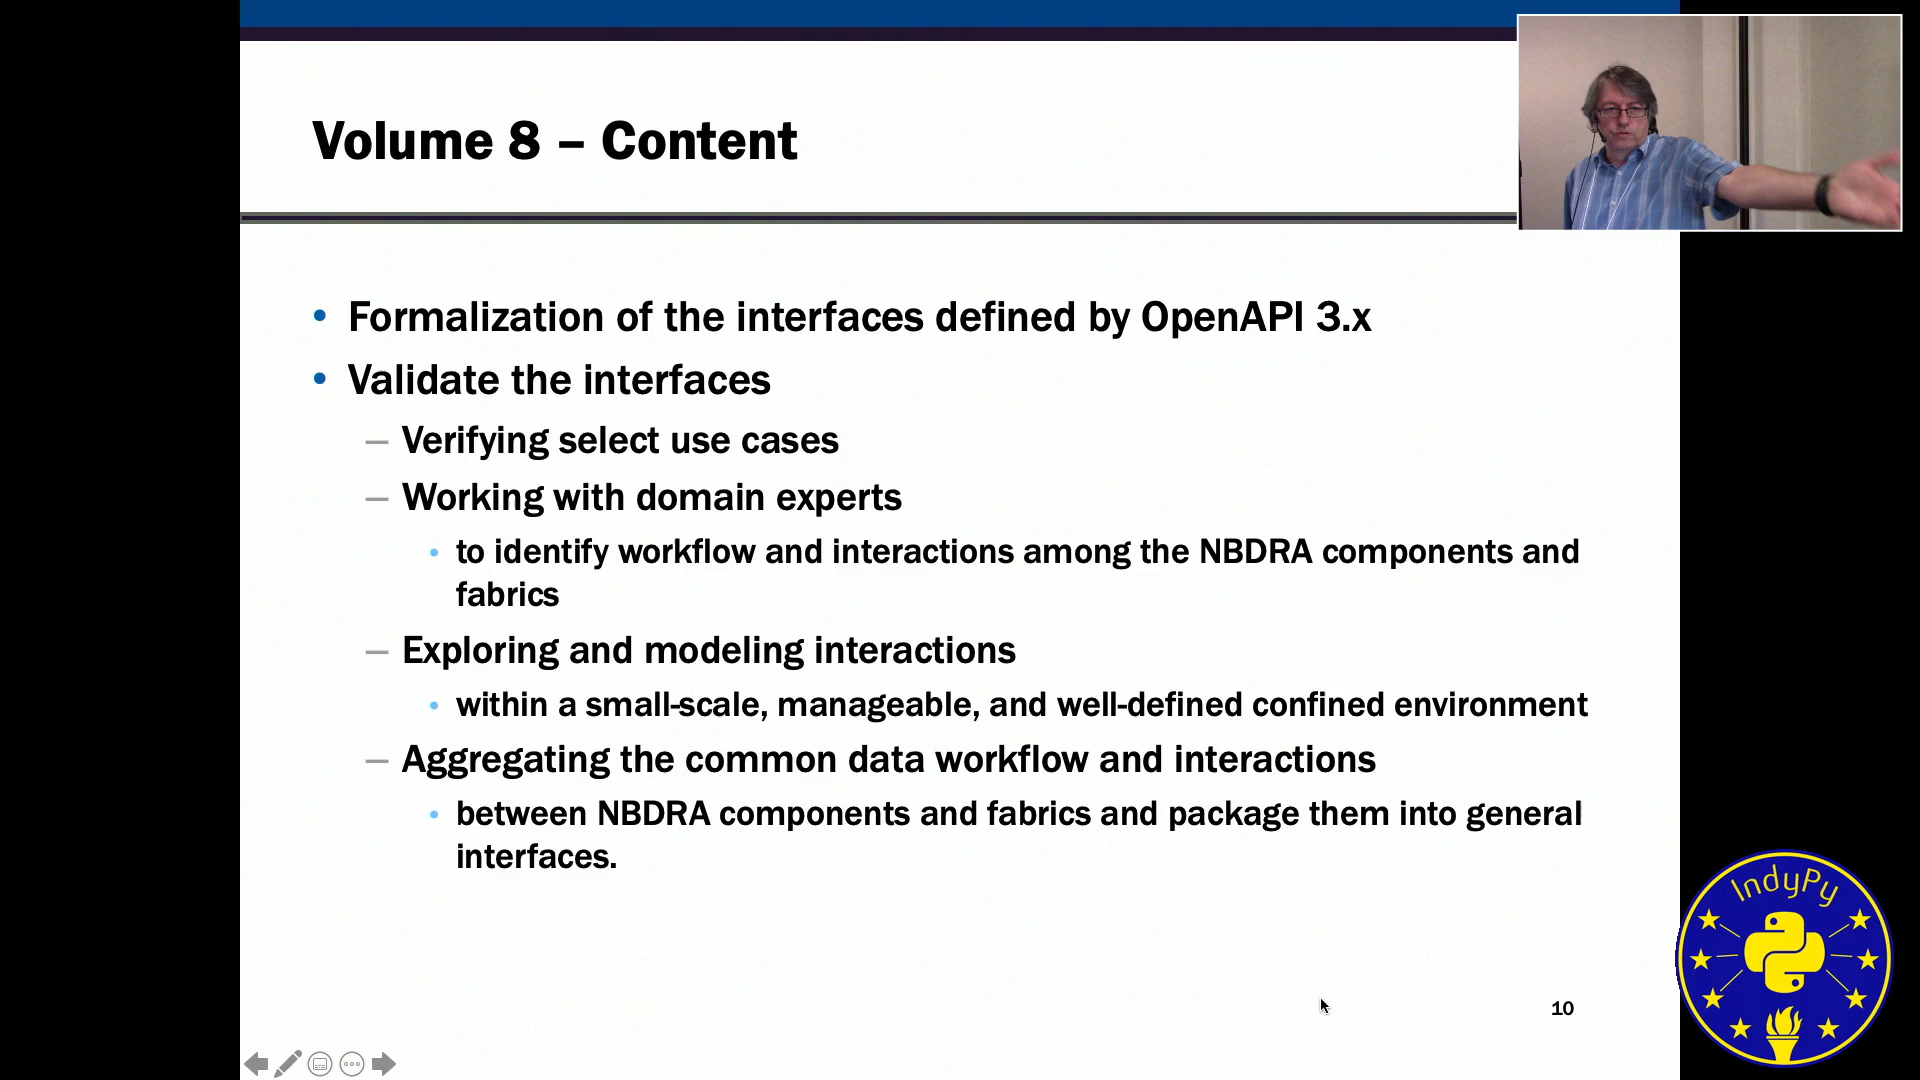 Volume 8 – Content
• Formalization of the interfaces defined by OpenAPI 3.x
• Validate the interfaces
– Verifying select use cases
– Working with domain experts
• to identify workflow and interactions among the NBDRA components and
fabrics
– Exploring and modeling interactions
• within a small-scale, manageable, and well-defined confined environment
– Aggregating the common data workflow and interactions
• between NBDRA components and fabrics and package them into general
interfaces.
10
IndyPy